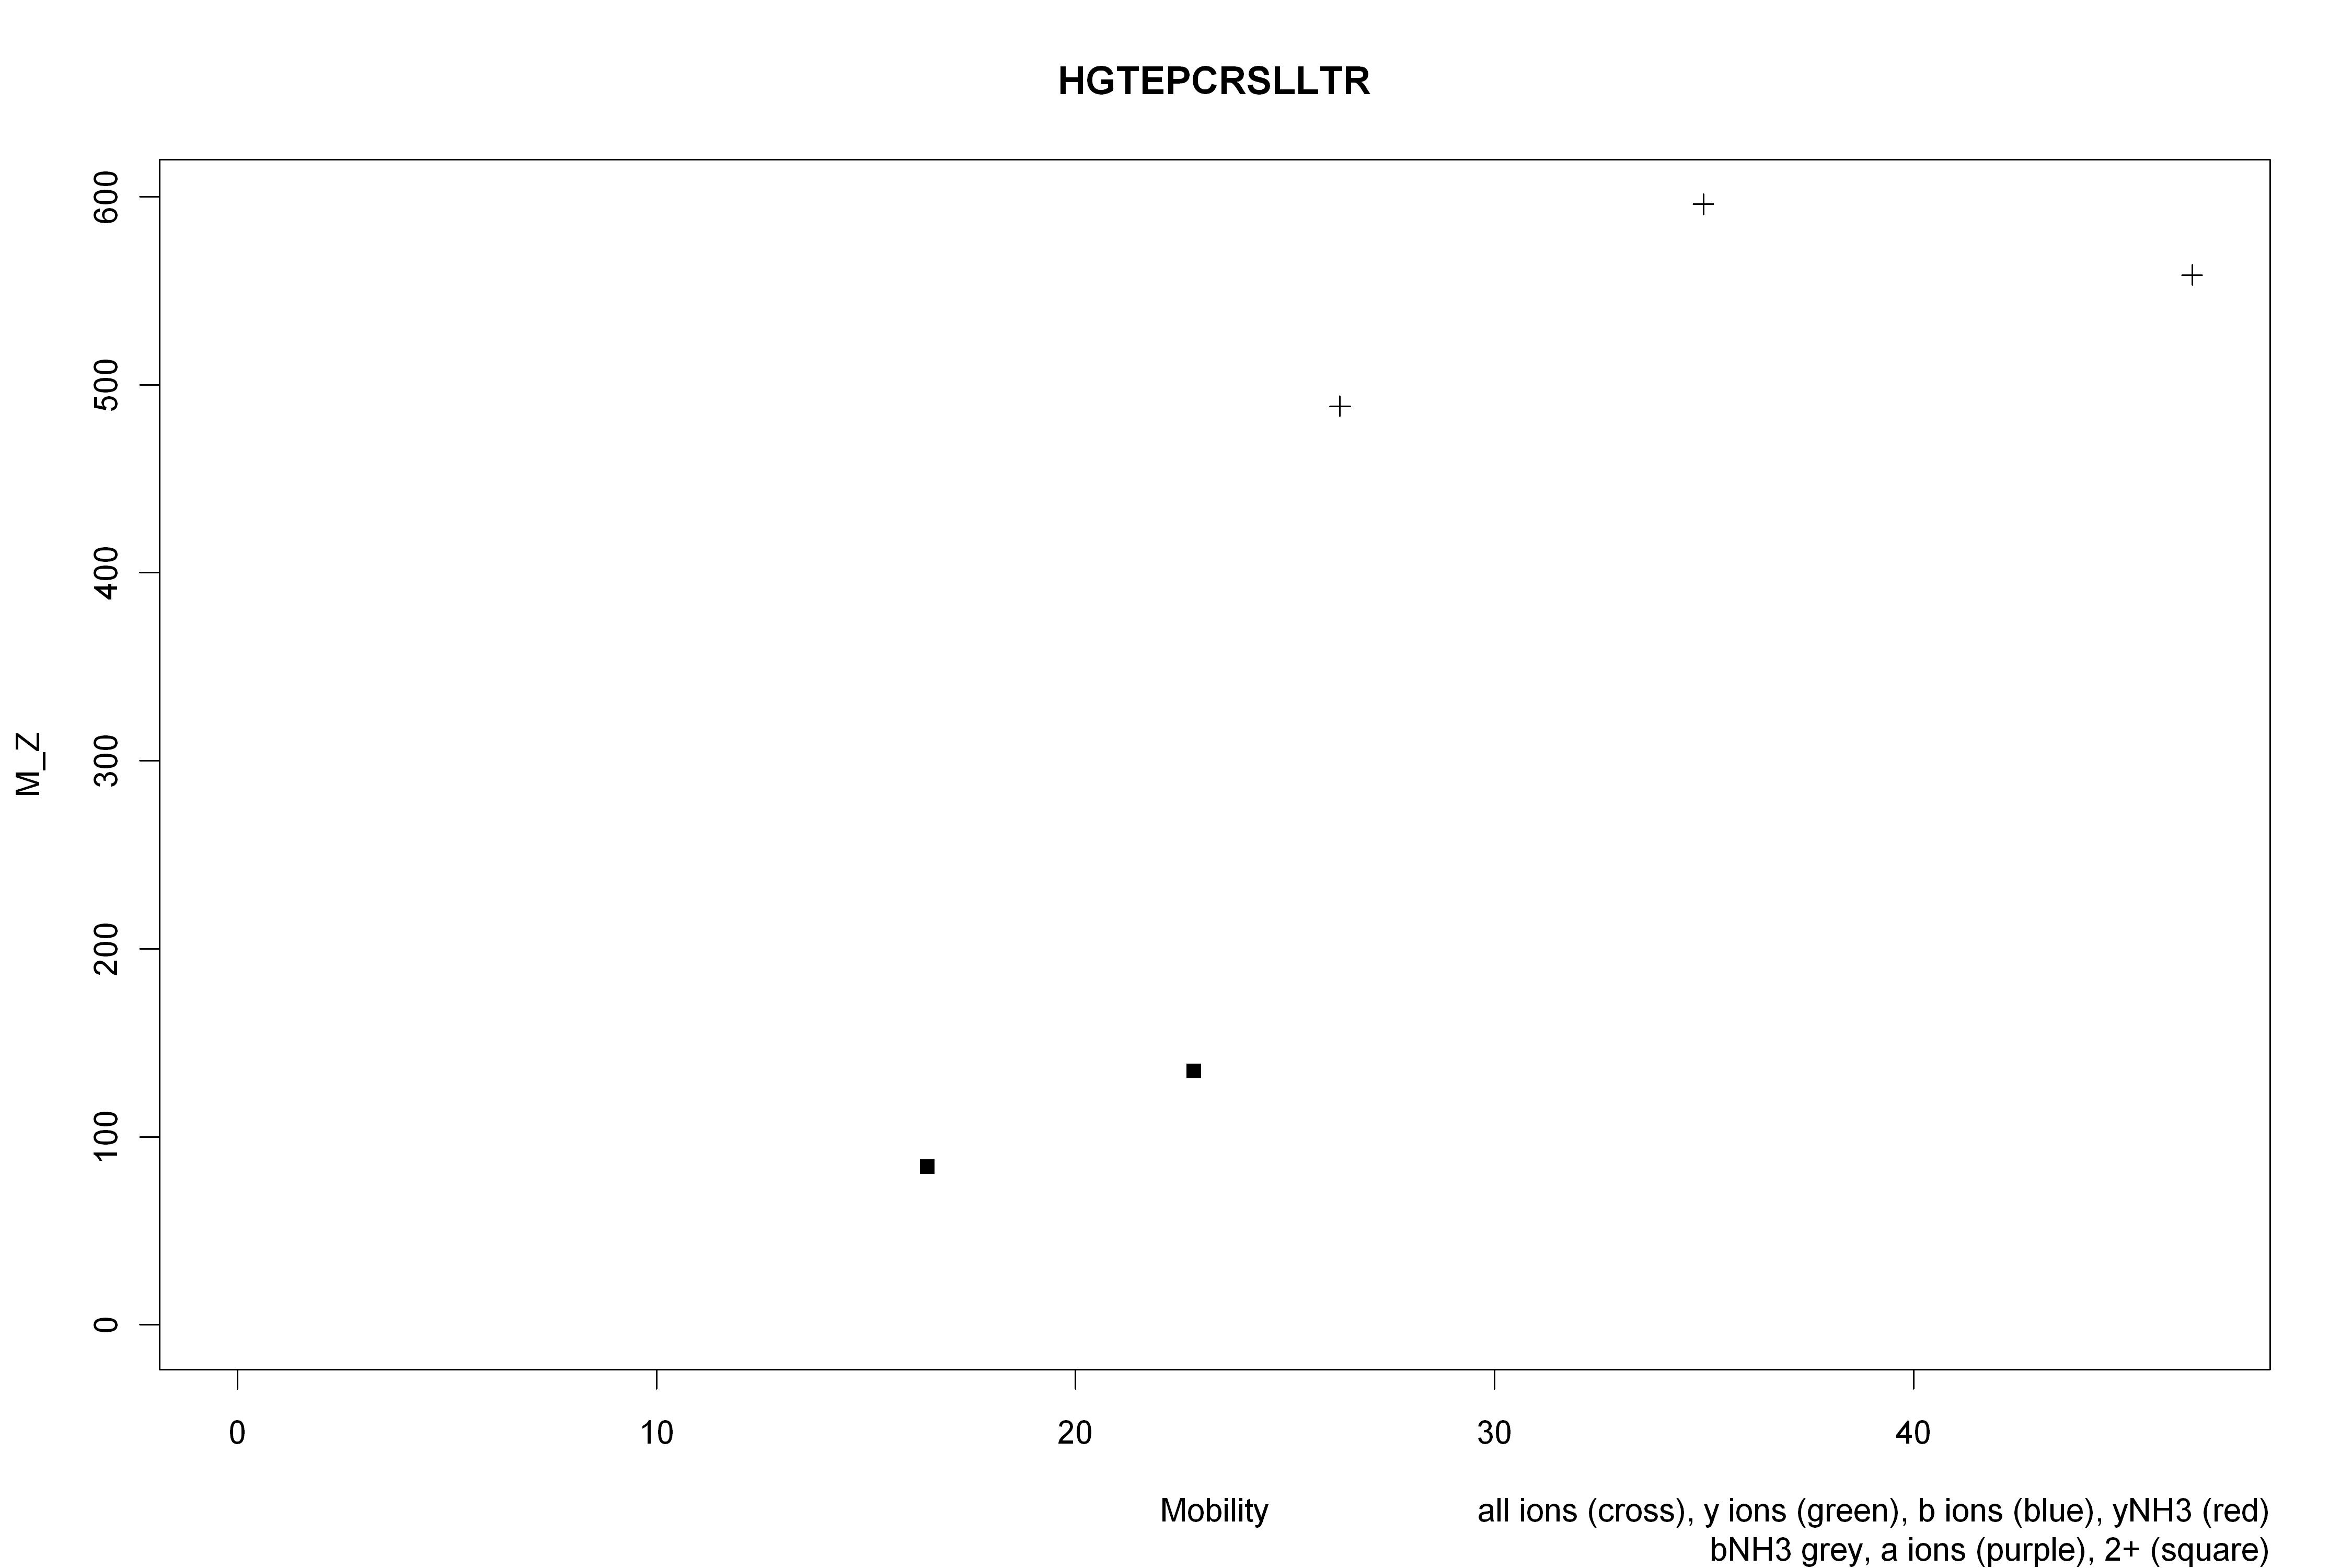 HGTEPCRSLLTR
600
500
400
300
200
100
0
M_Z
0 10 20 30 40
Mobility
all ions (cross), y ions (green), b ions (blue), yNH3 (red)
bNH3 grey, a ions (purple), 2+ (square)